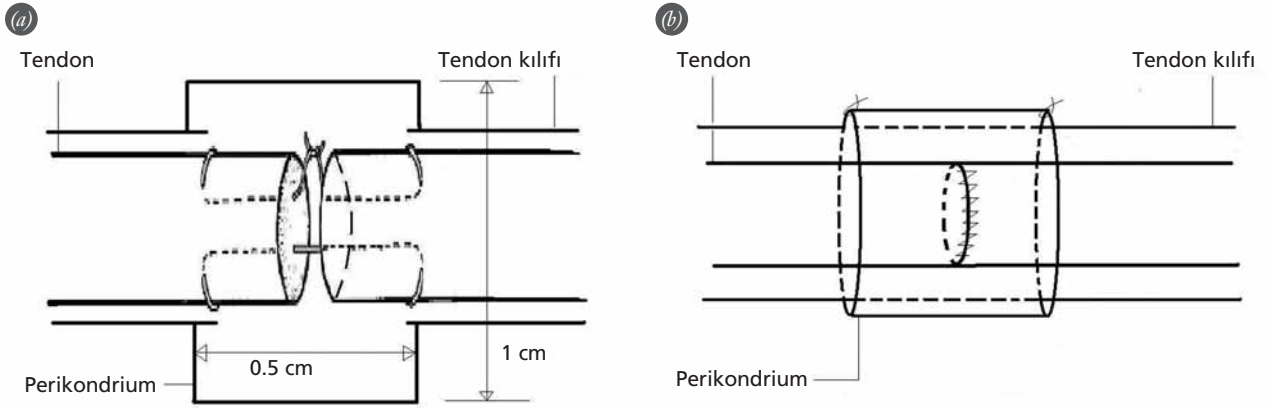 (a)
Tendon
Tendon kılıfı
0.5 cm
1 cm
Perikondrium
(b)
Tendon
Tendon kılıfı
Perikondrium